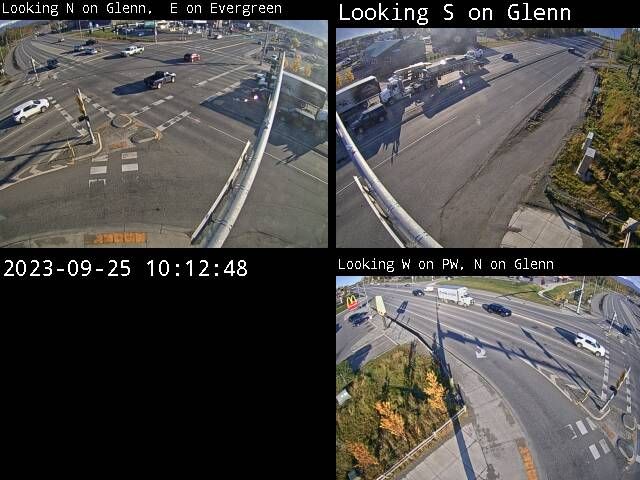 Looking N on Glenn,  E on Evergreen
Looking S on Glenn
2023-09-25 10:12:48
Looking W on PW, N on Glenn